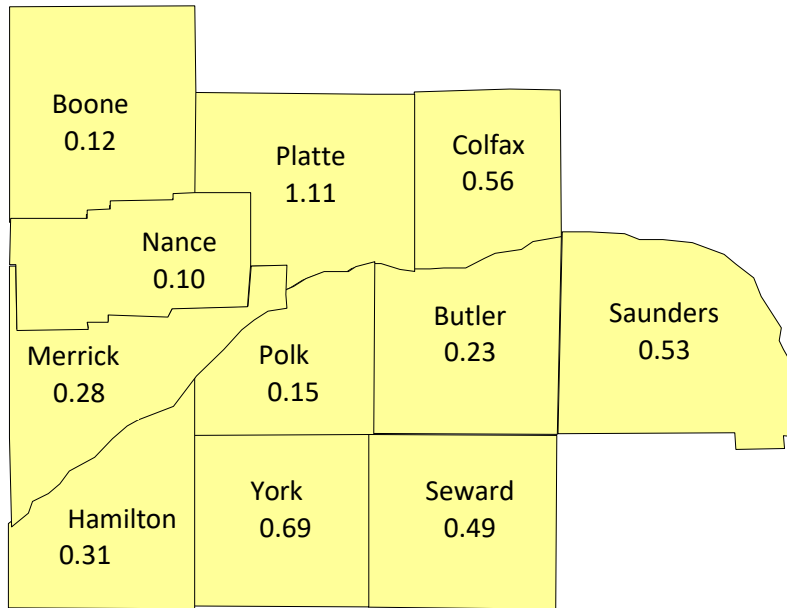 Boone
0.12
Platte
1.11
Colfax
0.56
Nance
0.10
Merrick
0.28
Polk
0.15
Butler
0.23
Saunders
0.53
Hamilton
0.31
York
0.69
Seward
0.49